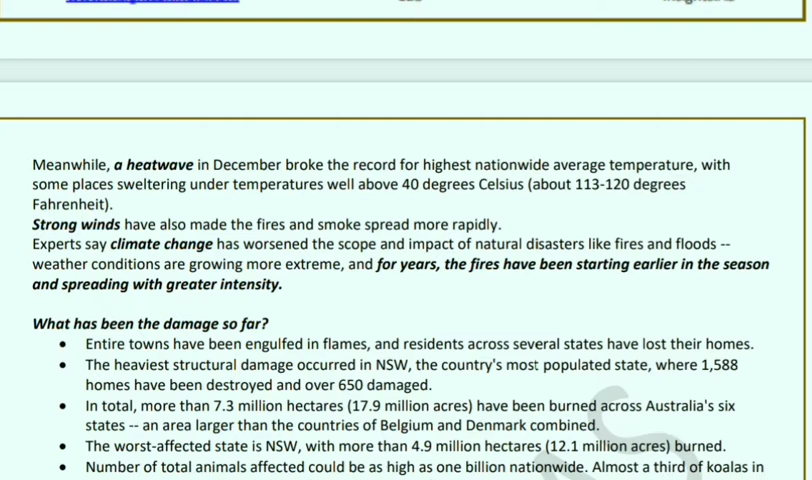 Meanwhile, a heatwave in December broke the record for highest nationwide average temperature, with
some places sweltering under temperatures well above 40 degrees Celsius (about 113-120 degrees
Fahrenheit).
Strong winds have also made the fires and smoke spread more rapidly.
Experts say climate change has worsened the scope and impact of natural disasters like fires and floods --
weather conditions are growing more extreme, and for years, the fires have been starting earlier in the season
and spreading with greater intensity.
What has been the damage so far?
• Entire towns have been engulfed in flames, and residents across several states have lost their homes.
• The heaviest structural damage occurred in NSW, the country's most populated state, where 1,588
homes have been destroyed and over 650 damaged.
• In total, more than 7.3 million hectares (17.9 million acres) have been burned across Australia's six
states -- an area larger than the countries of Belgium and Denmark combined.
• The worst-affected state is NSW, with more than 4.9 million hectares (12.1 million acres) burned.
• Number of total animals affected could be as high as one billion nationwide. Almost a third of koalas in